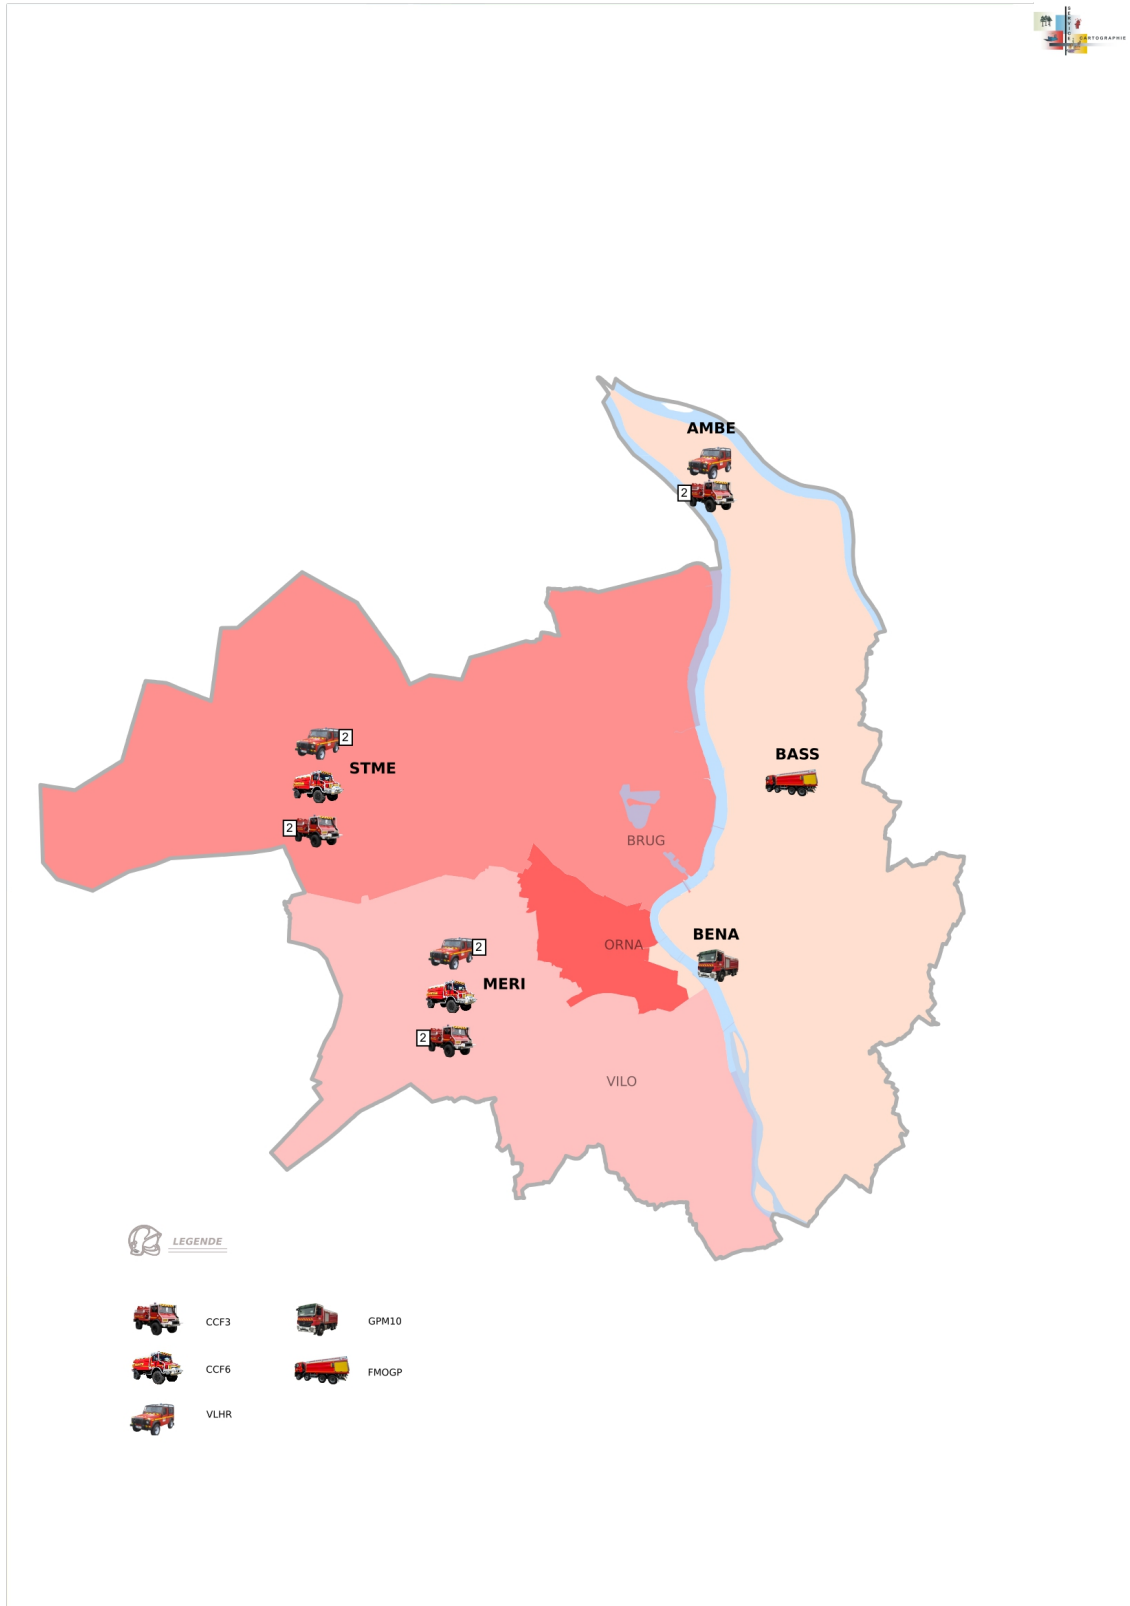 SERVICE
CARTOGRAPHIE
AMBE
2
BASS
2
STME
2
BRUG
BENA
ORNA
2
MERI
2
VILO
LEGENDE
CCF3
GPM10
CCF6
FMOGP
VLHR